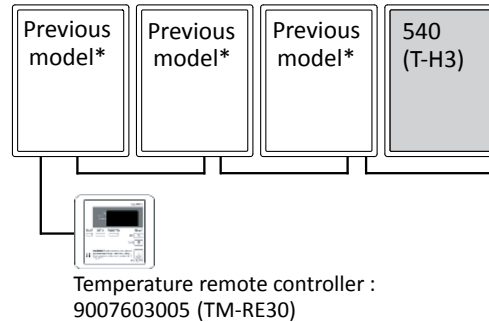 Previous
model*
Previous
model*
Previous
model*
540
(T-H3)
Temperature remote controller :
9007603005 (TM-RE30)